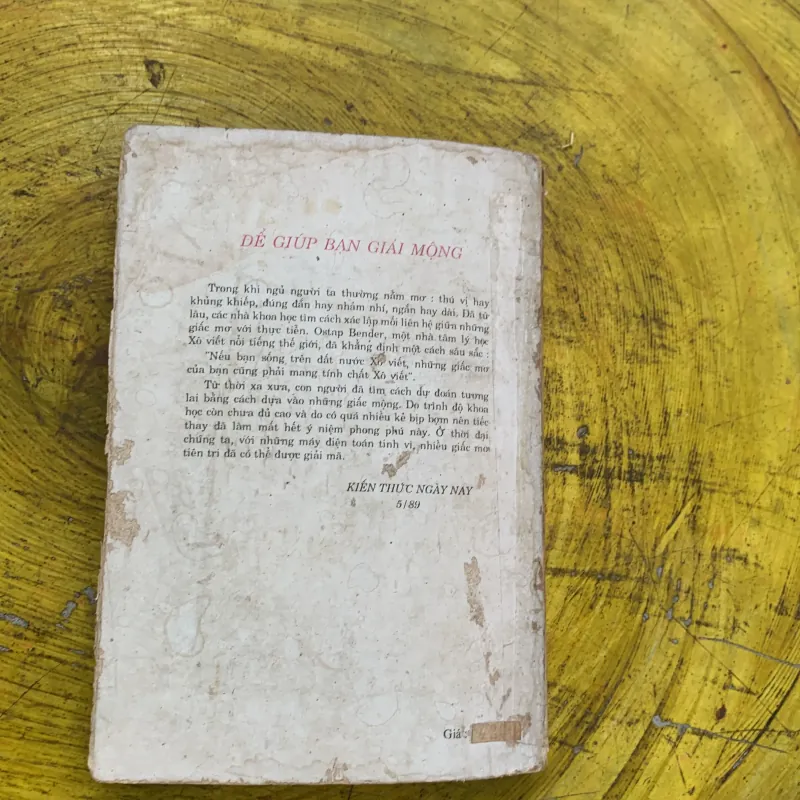 ĐỂ GIÚP BẠN GIẢI MỘNG
Trong khi ngủ người ta thường nằm mơ : thú vị hay
khủng khiếp, đúng đắn hay nhảm nhí, ngắn hay dài. Đã từ
lâu, các nhà khoa học tìm cách xác lập mối liên hệ giữa những
giấc mơ với thực tiễn. Ostap Bender, một nhà tâm lý học
Xô viết nổi tiếng thế giới, đã khẳng định một cách sâu sắc :
"Nếu bạn sống trên đất nước Xô viết, những giấc mơ
của bạn cũng phải mang tính chất Xô viết".
Từ thời xa xưa, con người đã tìm cách dự đoán tương
lai bằng cách dựa vào những giấc mộng. Do trình độ khoa
học còn chưa đủ cao và do có quá nhiều kẻ bịp bợm nên tiếc
thay đã làm mất hết ý niệm phong phú này. Ở thời đại
chúng ta, với những máy điện toán tinh vi, nhiều giấc mơ
tiên tri đã có thể được giải mã.
KIẾN THỨC NGÀY NAY
5/89
Giá :